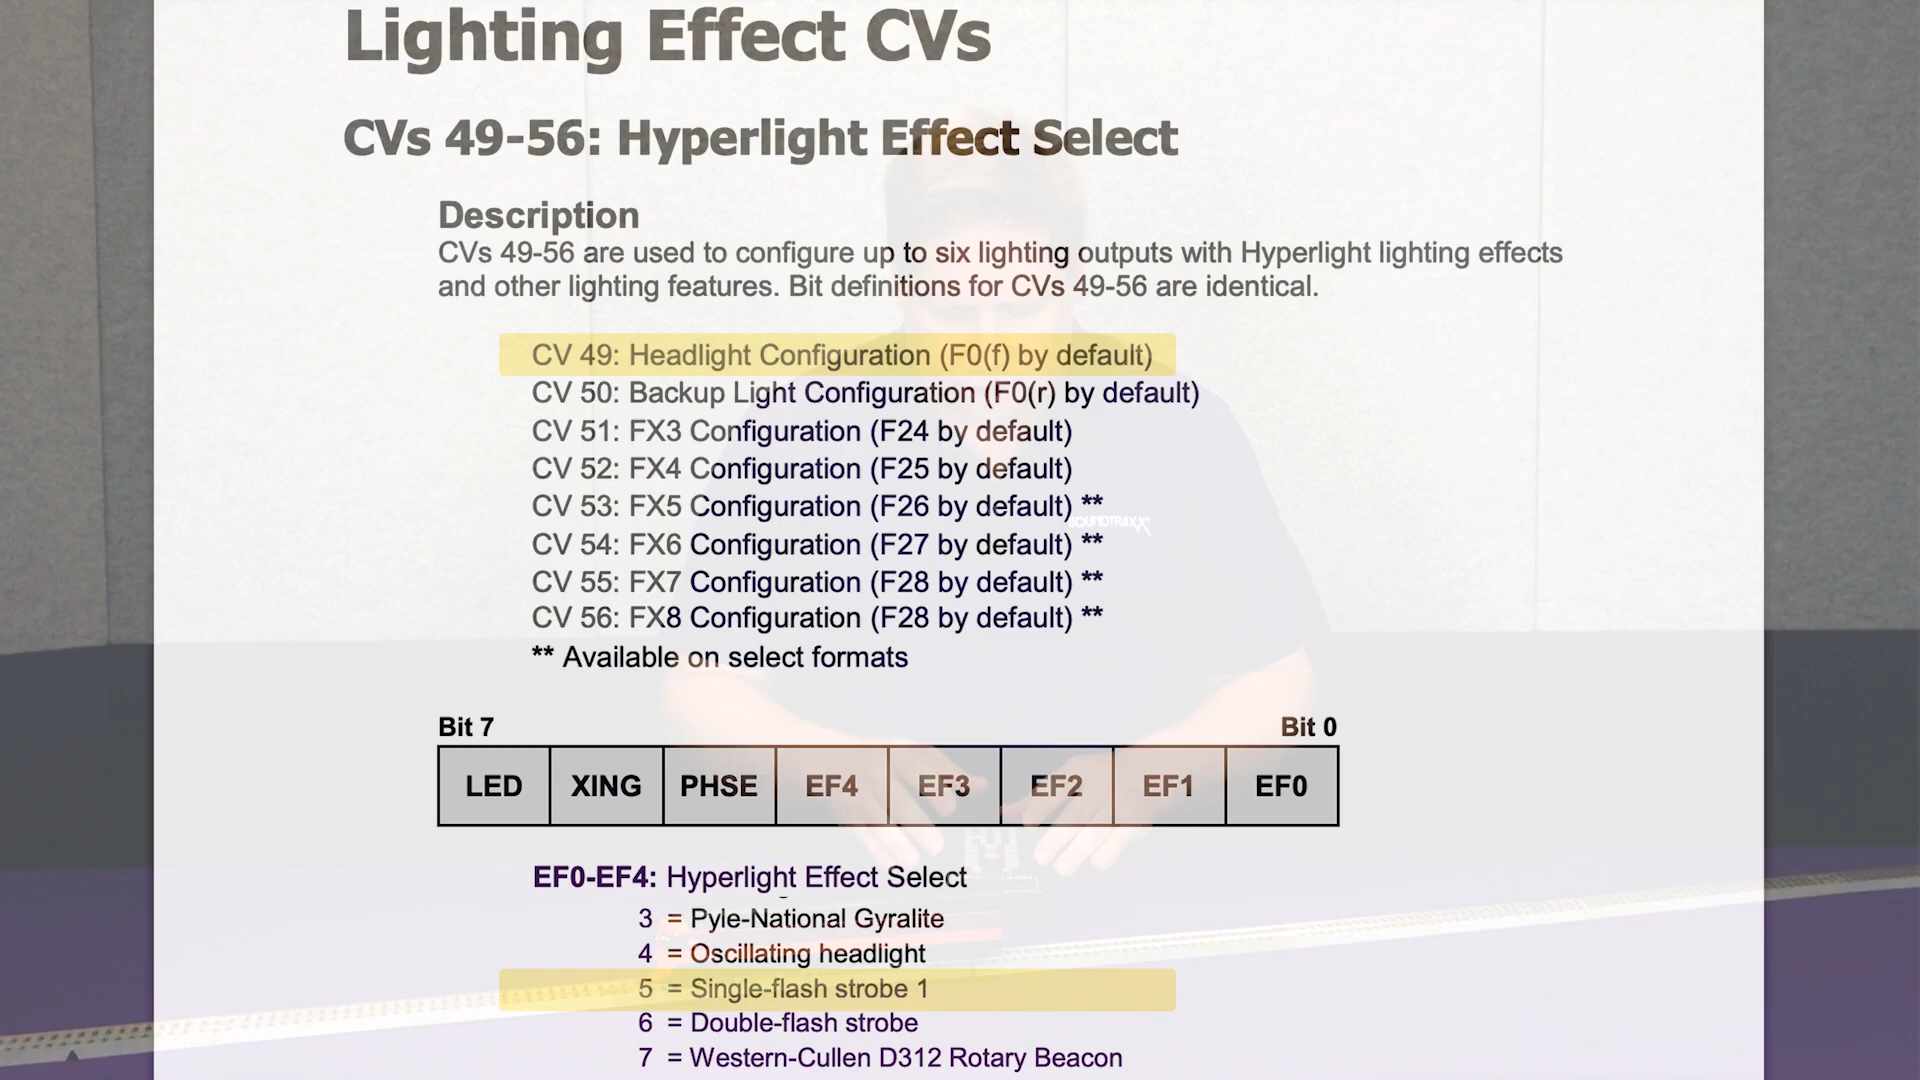 Lighting Effect CVs
CVs 49-56: Hyperlight Effect Select
Description
CVs 49-56 are used to configure up to six lighting outputs with Hyperlight lighting effects
and other lighting features. Bit definitions for CVs 49-56 are identical.
CV 49: Headlight Configuration (F0(f) by default)
CV 50: Backup Light Configuration (F0(r) by default)
CV 51: FX3 Configuration (F24 by default)
CV 52: FX4 Configuration (F25 by default)
CV 53: FX5 Configuration (F26 by default) **
SOUNDTRAXX
CV 54: FX6 Configuration (F27 by default) **
CV 55: FX7 Configuration (F28 by default) **
CV 56: FX8 Configuration (F28 by default) **
** Available on select formats
Bit 7 Bit 0
LED XING PHSE EF4 EF3 EF2 EF1 EF0
EF0-EF4: Hyperlight Effect Select
3 = Pyle-National Gyralite
4 = Oscillating headlight
5 = Single-flash strobe 1
6 = Double-flash strobe
7 = Western-Cullen D312 Rotary Beacon